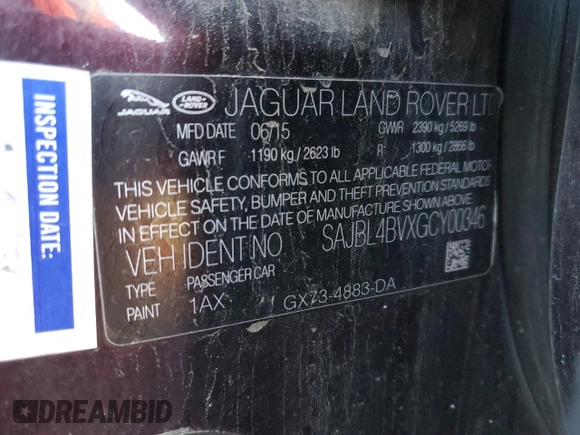 JAGUAR
LAND ROVER
JAGUAR LAND ROVER LTD
MFD DATE 06/15 GVWR 2390 kg / 5269 lb
GAWR F 1190 kg / 2623 lb R 1300 kg / 2866 lb
THIS VEHICLE CONFORMS TO ALL APPLICABLE FEDERAL MOTOR
VEHICLE SAFETY, BUMPER AND THEFT PREVENTION STANDARDS
IN EFFECT ON THE DATE OF MANUFACTURE SHOWN ABOVE
VEH IDENT NO SAJBL4BVXGCY00346
TYPE PASSENGER CAR
PAINT 1AX GX73-4883-DA
INSPECTION DATE:
DREAMBID